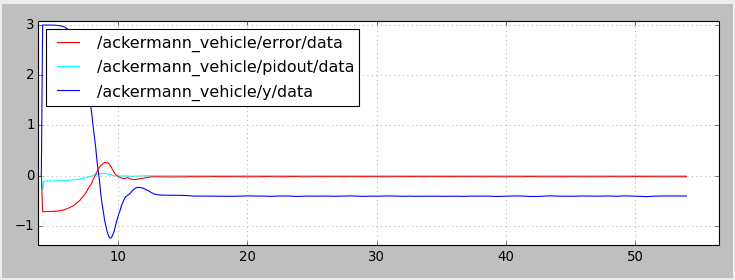 3
/ackermann_vehicle/error/data
/ackermann_vehicle/pidout/data
2
/ackermann_vehicle/y/data
1
0
−1
10 20 30 40 50